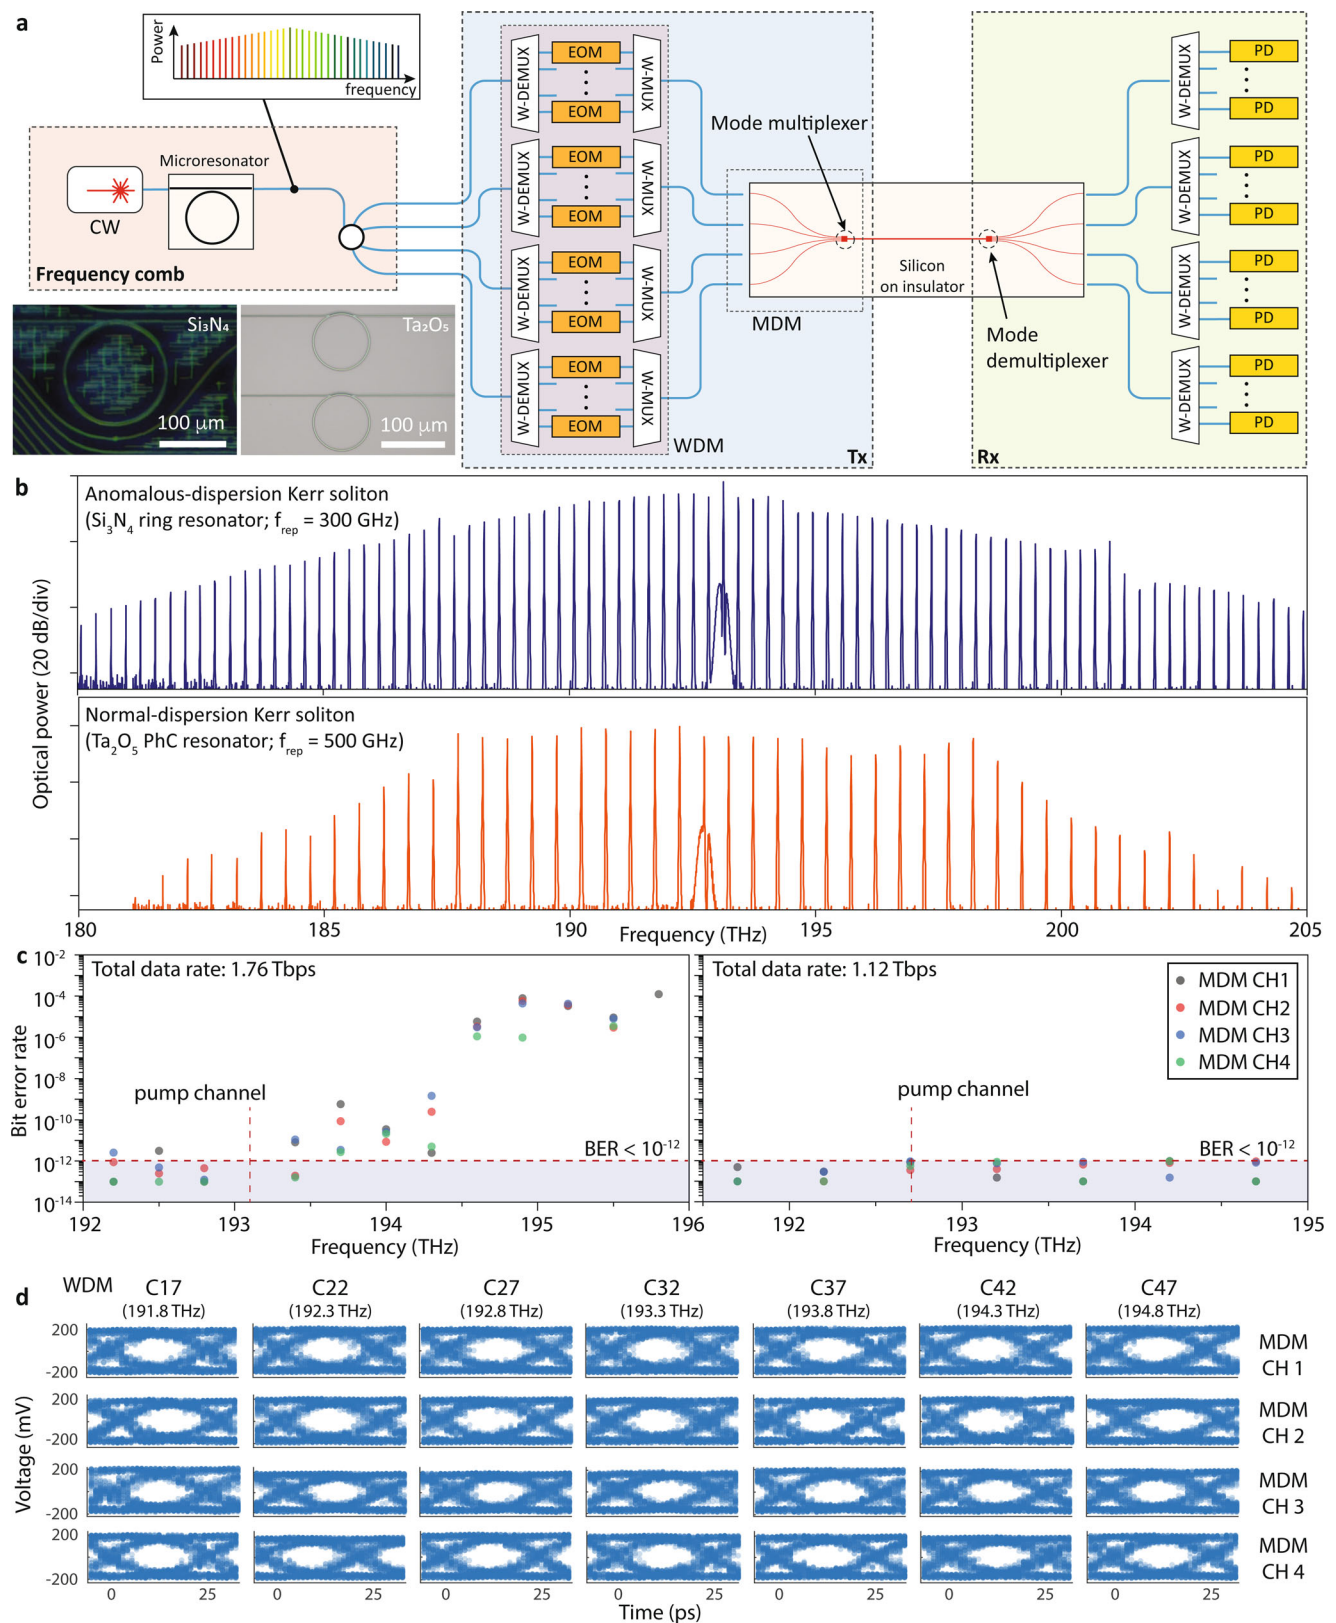 a
Power
frequency
Microresonator
CW
Frequency comb
Si₃N₄
100 μm
Ta₂O₅
100 μm
W-DEMUX
EOM
EOM
W-MUX
W-DEMUX
EOM
EOM
W-MUX
W-DEMUX
EOM
EOM
W-MUX
W-DEMUX
EOM
EOM
W-MUX
WDM
Tx
Mode multiplexer
MDM
Silicon
on insulator
Mode
demultiplexer
W-DEMUX
PD
PD
W-DEMUX
PD
PD
W-DEMUX
PD
PD
W-DEMUX
PD
PD
Rx
b
Optical power (20 dB/div)
Anomalous-dispersion Kerr soliton
(Si₃N₄ ring resonator; f_rep = 300 GHz)
Normal-dispersion Kerr soliton
(Ta₂O₅ PhC resonator; f_rep = 500 GHz)
180 185 190 195 200 205
Frequency (THz)
c
Bit error rate
10⁻²
10⁻⁴
10⁻⁶
10⁻⁸
10⁻¹⁰
10⁻¹²
10⁻¹⁴
Total data rate: 1.76 Tbps
pump channel
BER < 10⁻¹²
192 193 194 195 196
Frequency (THz)
Total data rate: 1.12 Tbps
MDM CH1
MDM CH2
MDM CH3
MDM CH4
pump channel
BER < 10⁻¹²
192 193 194 195
Frequency (THz)
d
WDM C17 C22 C27 C32 C37 C42 C47
(191.8 THz) (192.3 THz) (192.8 THz) (193.3 THz) (193.8 THz) (194.3 THz) (194.8 THz)
Voltage (mV)
200
-200
MDM
CH 1
200
-200
MDM
CH 2
200
-200
MDM
CH 3
200
-200
MDM
CH 4
0 25 0 25 0 25 0 25 0 25 0 25 0 25
Time (ps)